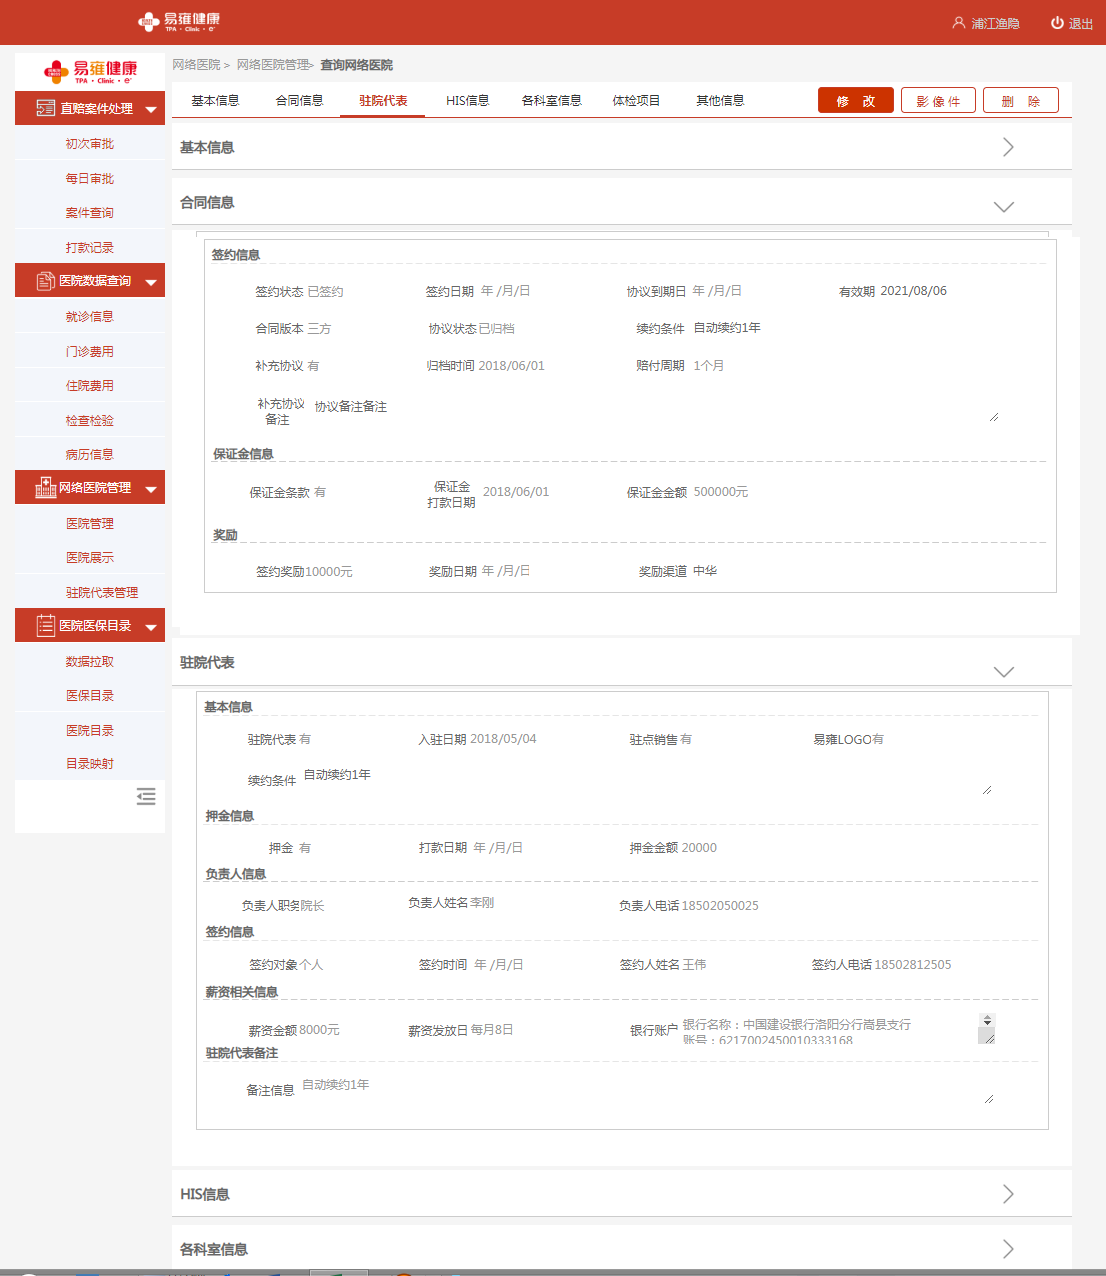 易雍健康
TPA · Clinic · e⁺
浦江渔隐 退出
易雍健康
TPA · Clinic · e⁺
网络医院 > 网络医院管理> 查询网络医院
基本信息 合同信息 驻院代表 HIS信息 各科室信息 体检项目 其他信息 修 改 影 像 件 删 除
直赔案件处理
初次审批
每日审批
案件查询
打款记录
医院数据查询
就诊信息
门诊费用
住院费用
检查检验
病历信息
网络医院管理
医院管理
医院展示
驻院代表管理
医院医保目录
数据拉取
医保目录
医院目录
目录映射
基本信息
合同信息
签约信息
签约状态 已签约 签约日期 年 /月/日 协议到期日 年 /月/日 有效期 2021/08/06
合同版本 三方 协议状态 已归档 续约条件 自动续约1年
补充协议 有 归档时间 2018/06/01 赔付周期 1个月
补充协议备注 协议备注备注
保证金信息
保证金条款 有 保证金打款日期 2018/06/01 保证金金额 500000元
奖励
签约奖励10000元 奖励日期 年 /月/日 奖励渠道 中华
驻院代表
基本信息
驻院代表 有 入驻日期 2018/05/04 驻点销售 有 易雍LOGO有
续约条件 自动续约1年
押金信息
押金 有 打款日期 年 /月/日 押金金额 20000
负责人信息
负责人职务院长 负责人姓名 李刚 负责人电话 18502050025
签约信息
签约对象 个人 签约时间 年 /月/日 签约人姓名 王伟 签约人电话 18502812505
薪资相关信息
薪资金额 8000元 薪资发放日 每月8日 银行账户 银行名称：中国建设银行洛阳分行嵩县支行
账号：6217002450010333168
驻院代表备注
备注信息 自动续约1年
HIS信息
各科室信息